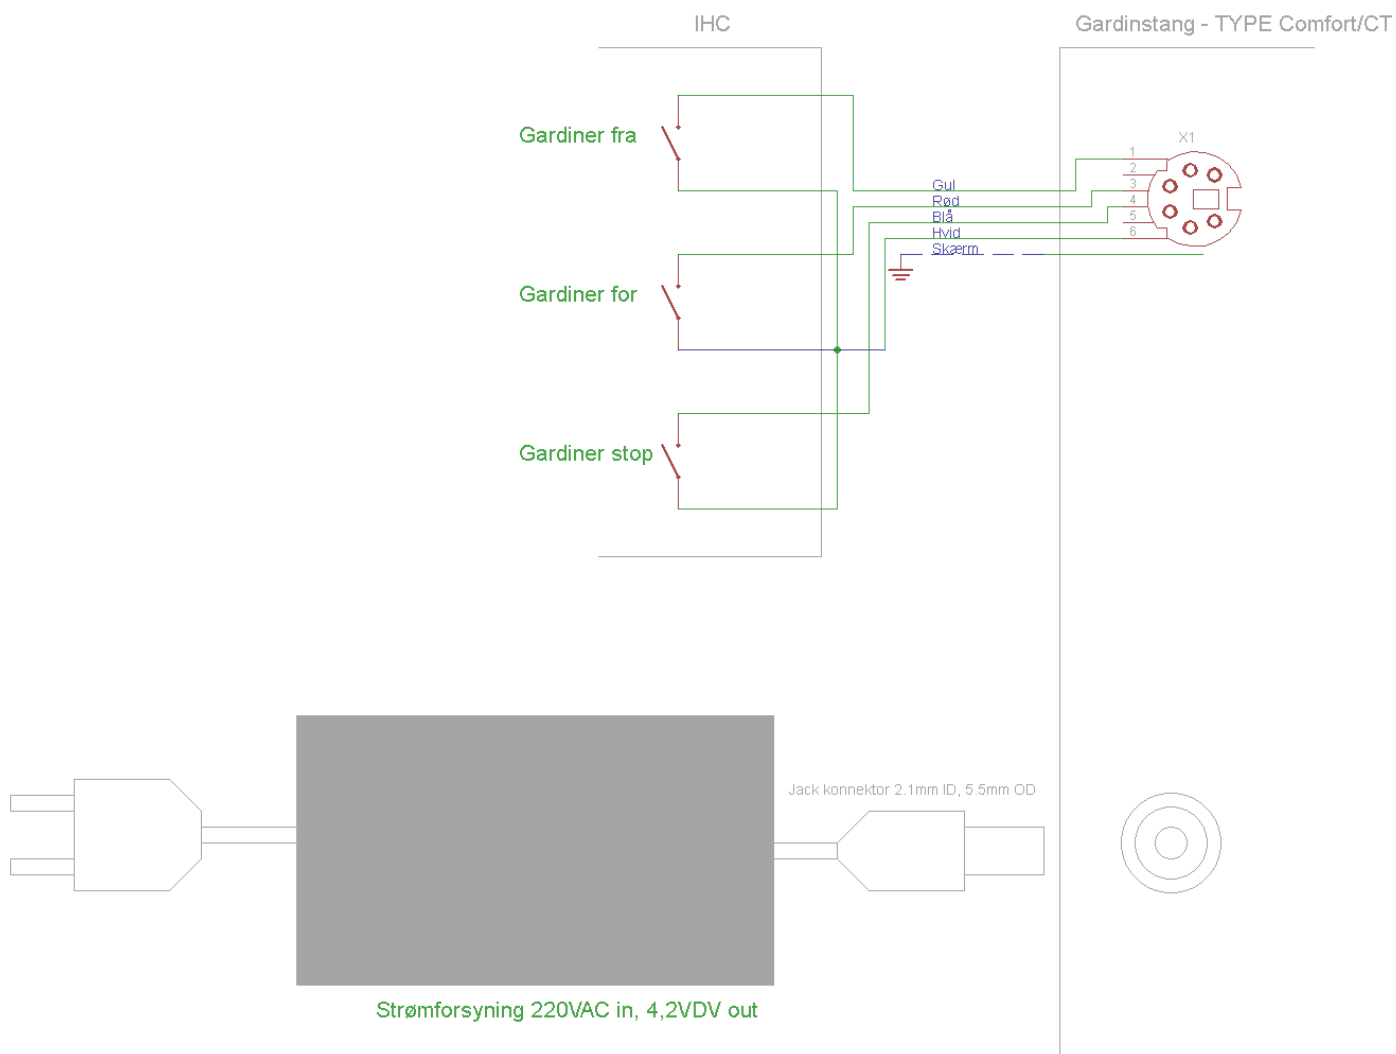 IHC
Gardinstang - TYPE Comfort/CT
Gardiner fra
X1
1
2
3
4
5
6
Gul
Rød
Blå
Hvid
Skærm
Gardiner for
Gardiner stop
Jack konnektor 2.1mm ID, 5.5mm OD
Strømforsyning 220VAC in, 4,2VDV out